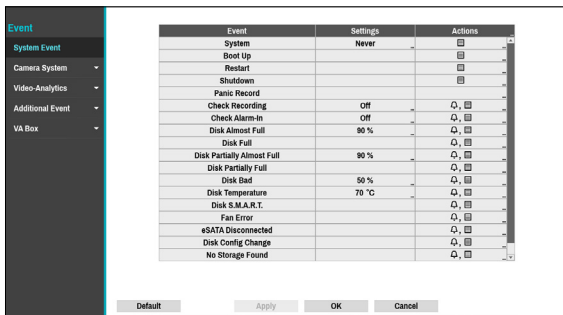 Event
System Event
Camera System
Video-Analytics
Additional Event
VA Box
Event Settings Actions
System Never
Boot Up
Restart
Shutdown
Panic Record
Check Recording Off
Check Alarm-In Off
Disk Almost Full 90 %
Disk Full
Disk Partially Almost Full 90 %
Disk Partially Full
Disk Bad 50 %
Disk Temperature 70 °C
Disk S.M.A.R.T.
Fan Error
eSATA Disconnected
Disk Config Change
No Storage Found
Default Apply OK Cancel